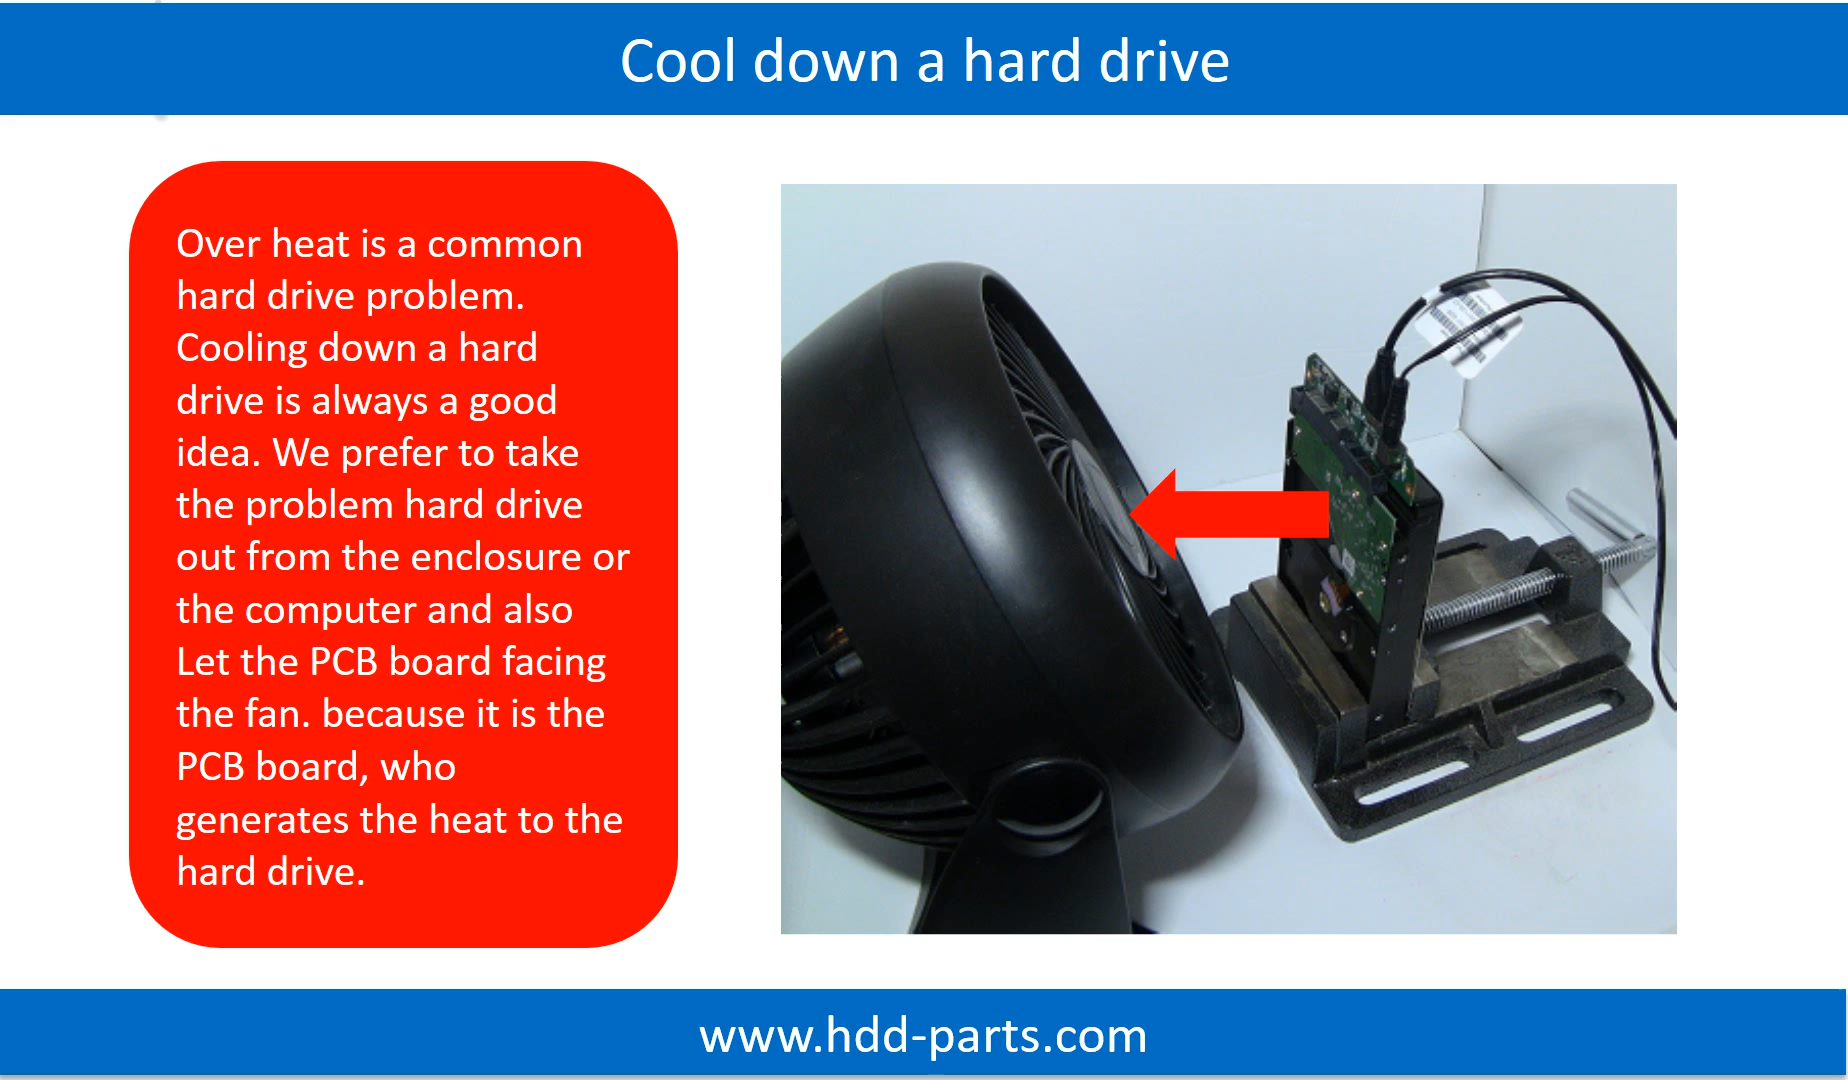 Cool down a hard drive
Over heat is a common
hard drive problem.
Cooling down a hard
drive is always a good
idea. We prefer to take
the problem hard drive
out from the enclosure or
the computer and also
Let the PCB board facing
the fan. because it is the
PCB board, who
generates the heat to the
hard drive.
www.hdd-parts.com